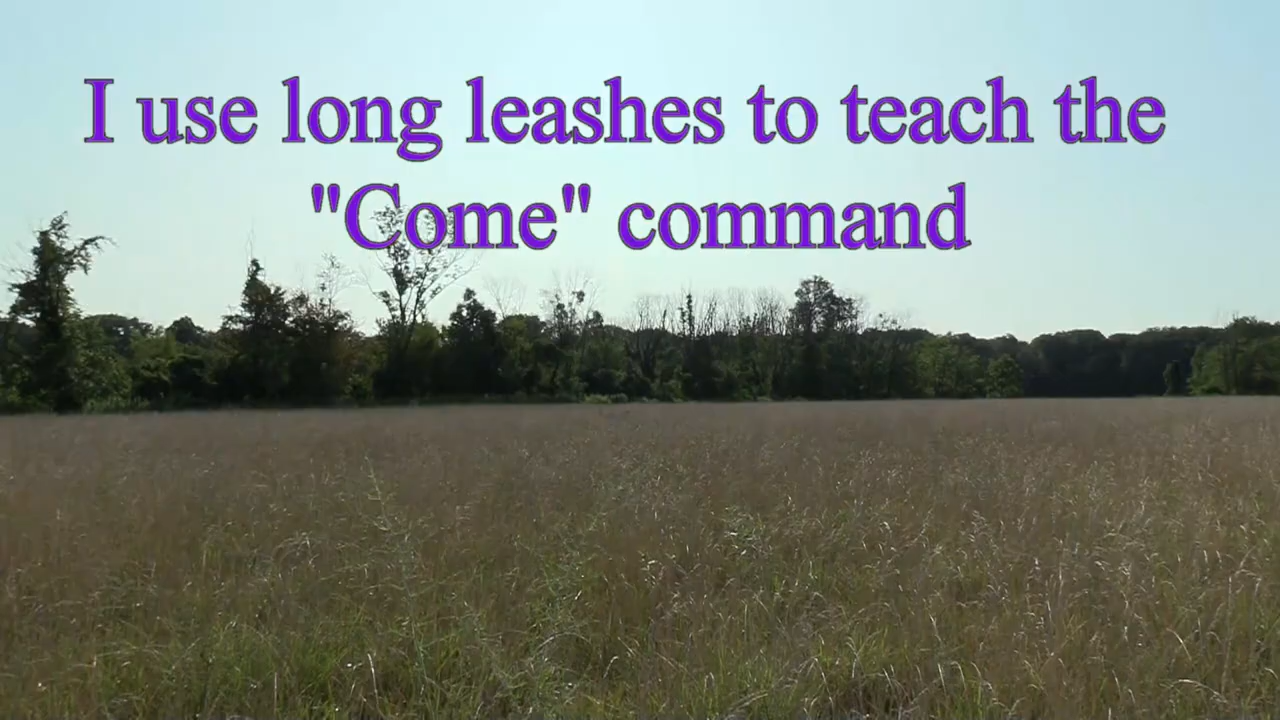 I use long leashes to teach the
"Come" command